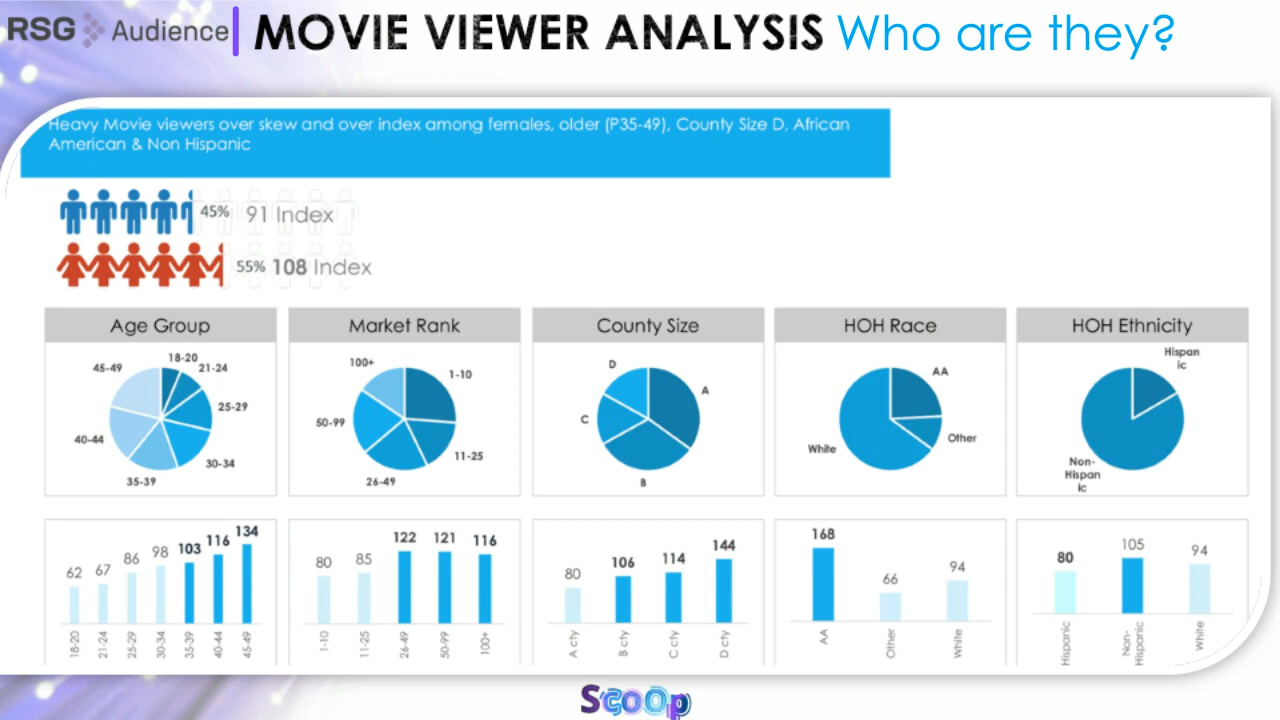 RSG Audience MOVIE VIEWER ANALYSIS Who are they?
Heavy Movie viewers over skew and over index among females, older (P35-49), County Size D, African
American & Non Hispanic
45% 91 Index
55% 108 Index
Age Group
18-20
21-24
25-29
30-34
35-39
40-44
45-49
62 67 86 98 103 116 134
18-20 21-24 25-29 30-34 35-39 40-44 45-49
Market Rank
100+
1-10
50-99
11-25
26-49
80 85 122 121 116
1-10 11-25 26-49 50-99 100+
County Size
D
A
C
B
80 106 114 144
A cty B cty C cty D cty
HOH Race
AA
Other
White
168 66 94
AA Other White
HOH Ethnicity
Hispan
ic
Non-
Hispan
ic
80 105 94
Hispanic Non-
Hispanic White
Scoop